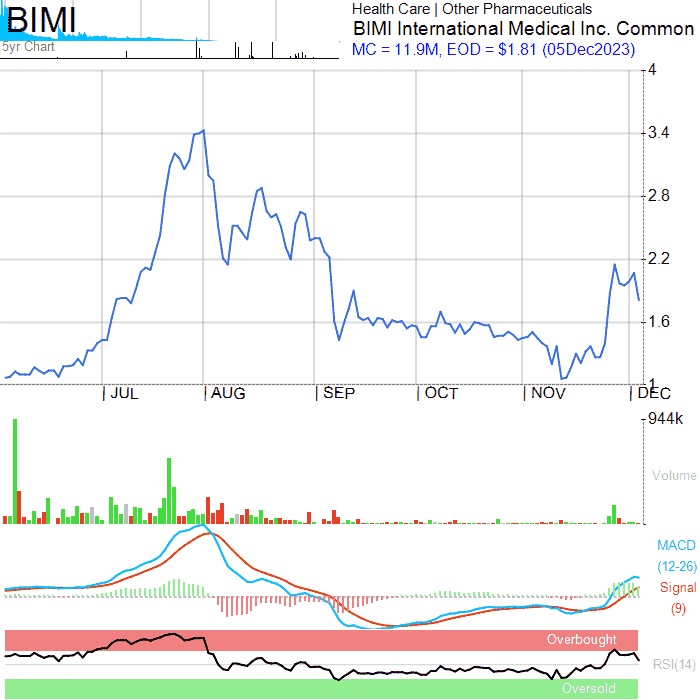 BIMI
5yr Chart
Health Care | Other Pharmaceuticals
BIMI International Medical Inc. Common
MC = 11.9M, EOD = $1.81 (05Dec2023)
4
3.4
2.8
2.2
1.6
1
JUL
AUG
SEP
OCT
NOV
DEC
944k
Volume
MACD
(12-26)
Signal
(9)
Overbought
RSI(14)
Oversold